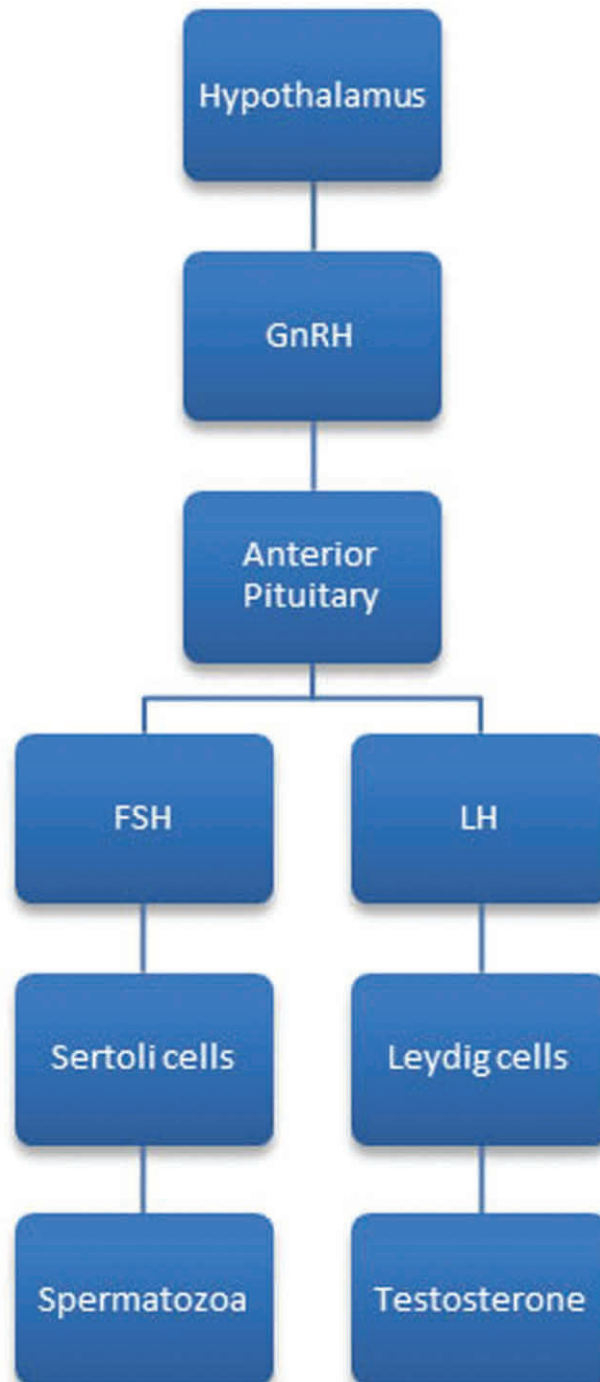 Hypothalamus
GnRH
Anterior
Pituitary
FSH
LH
Sertoli cells
Leydig cells
Spermatozoa
Testosterone